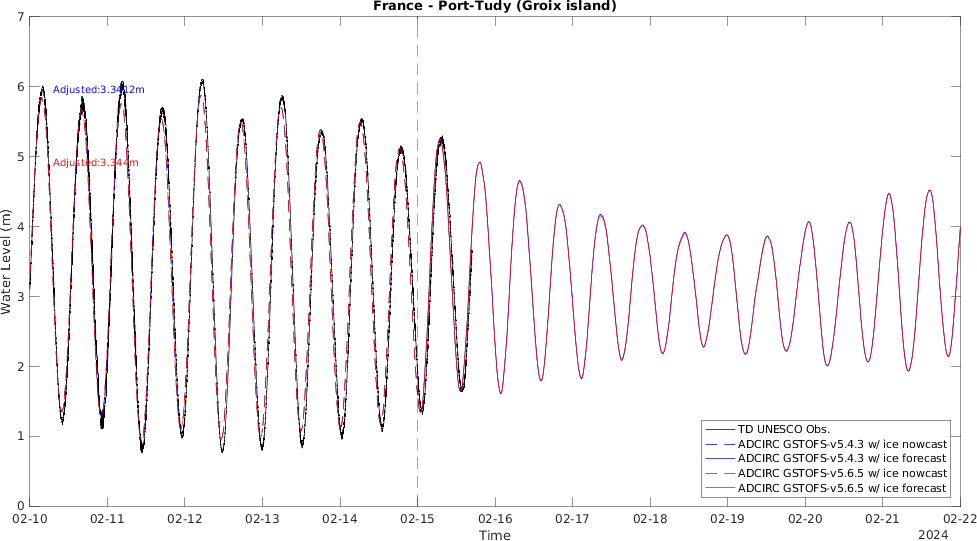 France - Port-Tudy (Groix island)
7
6
5
4
3
2
1
0
Water Level (m)
Adjusted:3.3412m
Adjusted:3.344m
TD UNESCO Obs.
ADCIRC GSTOFS-v5.4.3 w/ ice nowcast
ADCIRC GSTOFS-v5.4.3 w/ ice forecast
ADCIRC GSTOFS-v5.6.5 w/ ice nowcast
ADCIRC GSTOFS-v5.6.5 w/ ice forecast
02-10 02-11 02-12 02-13 02-14 02-15 02-16 02-17 02-18 02-19 02-20 02-21 02-22
Time
2024